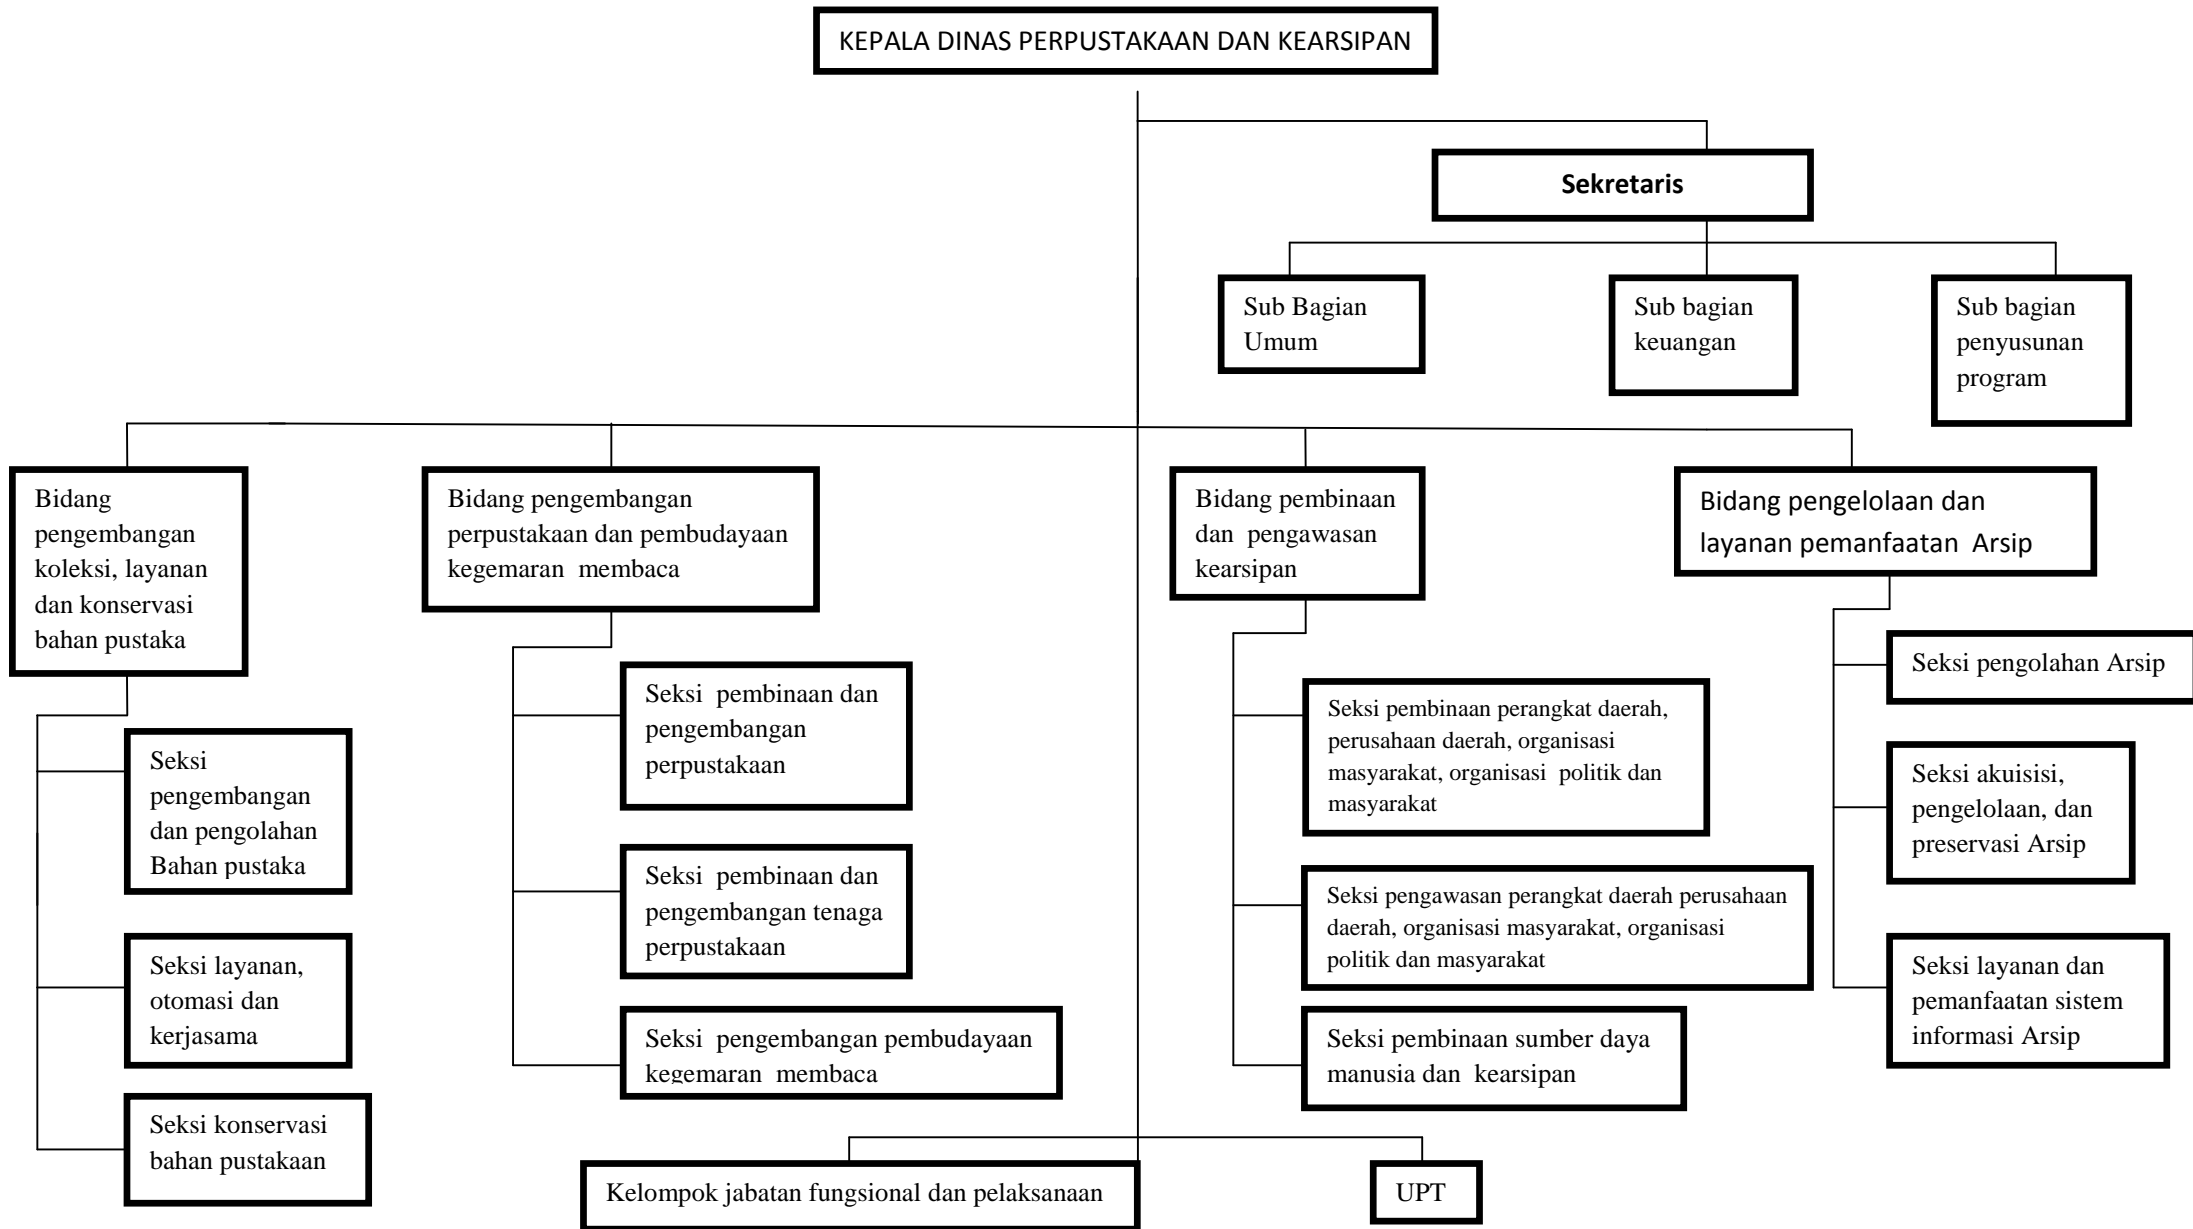 KEPALA DINAS PERPUSTAKAAN DAN KEARSIPAN
Sekretaris
Sub Bagian
Umum
Sub bagian
keuangan
Sub bagian
penyusunan
program
Bidang
pengembangan
koleksi, layanan
dan konservasi
bahan pustaka
Seksi
pengembangan
dan pengolahan
Bahan pustaka
Seksi layanan,
otomasi dan
kerjasama
Seksi konservasi
bahan pustakaan
Bidang pengembangan
perpustakaan dan pembudayaan
kegemaran membaca
Seksi pembinaan dan
pengembangan
perpustakaan
Seksi pembinaan dan
pengembangan tenaga
perpustakaan
Seksi pengembangan pembudayaan
kegemaran membaca
Bidang pembinaan
dan pengawasan
kearsipan
Seksi pembinaan perangkat daerah,
perusahaan daerah, organisasi
masyarakat, organisasi politik dan
masyarakat
Seksi pengawasan perangkat daerah perusahaan
daerah, organisasi masyarakat, organisasi
politik dan masyarakat
Seksi pembinaan sumber daya
manusia dan kearsipan
Bidang pengelolaan dan
layanan pemanfaatan Arsip
Seksi pengolahan Arsip
Seksi akuisisi,
pengelolaan, dan
preservasi Arsip
Seksi layanan dan
pemanfaatan sistem
informasi Arsip
Kelompok jabatan fungsional dan pelaksanaan
UPT